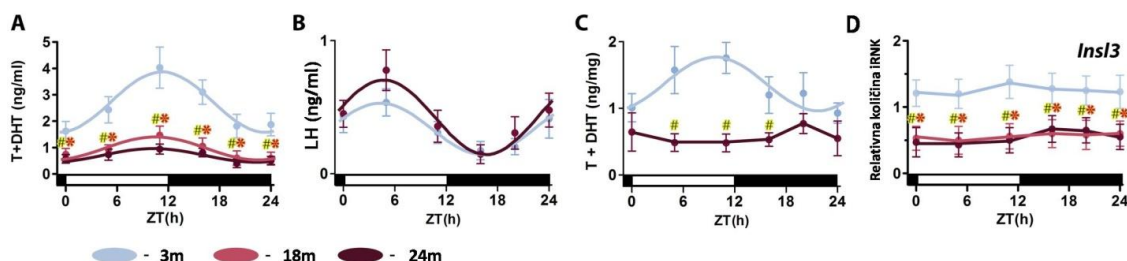 A
T+DHT (ng/ml)
5
4
3
2
1
0
#* #* #* #* #* #*
0 6 12 18 24
ZT(h)
B
LH (ng/ml)
1
0
0 6 12 18 24
ZT(h)
C
T + DHT (ng/mg)
2
1
0
# # #
0 6 12 18 24
ZT(h)
D
Insl3
Relativna količina iRNK
2
1
0
#* #* #* #* #* #*
0 6 12 18 24
ZT(h)
- 3m - 18m - 24m